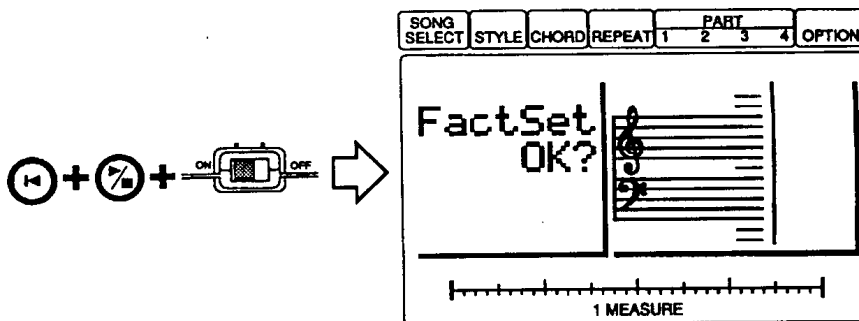 SONG
SELECT STYLE CHORD REPEAT PART
1 2 3 4 OPTION
FactSet
OK?
ON OFF
1 MEASURE